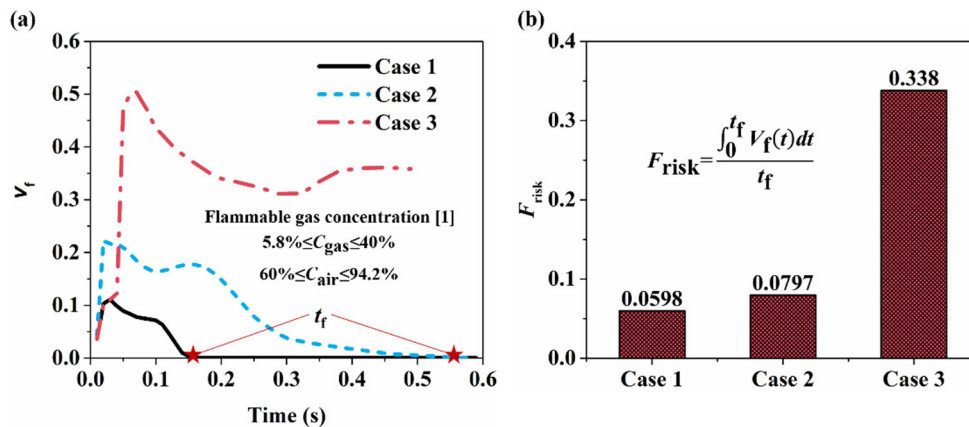 (a)
V_f
0.6
0.5
0.4
0.3
0.2
0.1
0.0
Case 1
Case 2
Case 3
Flammable gas concentration [1]
5.8%≤C_gas≤40%
60%≤C_air≤94.2%
t_f
0.0 0.1 0.2 0.3 0.4 0.5 0.6
Time (s)
(b)
F_risk
0.4
0.3
0.2
0.1
0.0
F_risk = ∫_0^{t_f} V_f(t)dt / t_f
0.0598
0.0797
0.338
Case 1 Case 2 Case 3